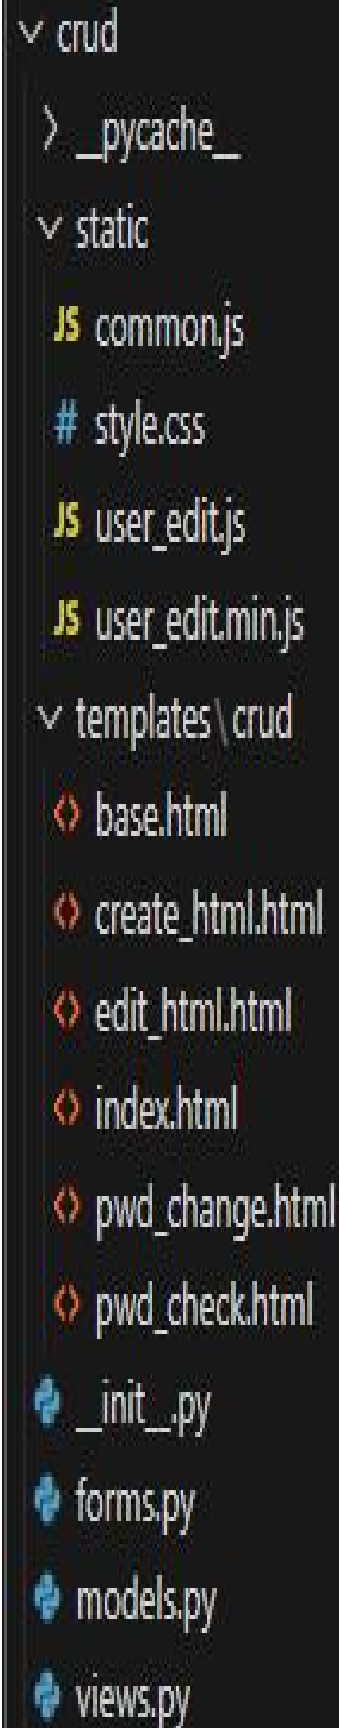 crud
__pycache__
static
JS common.js
# style.css
JS user_edit.js
JS user_edit.min.js
templates\crud
<> base.html
<> create_html.html
<> edit_html.html
<> index.html
<> pwd_change.html
<> pwd_check.html
__init__.py
forms.py
models.py
views.py